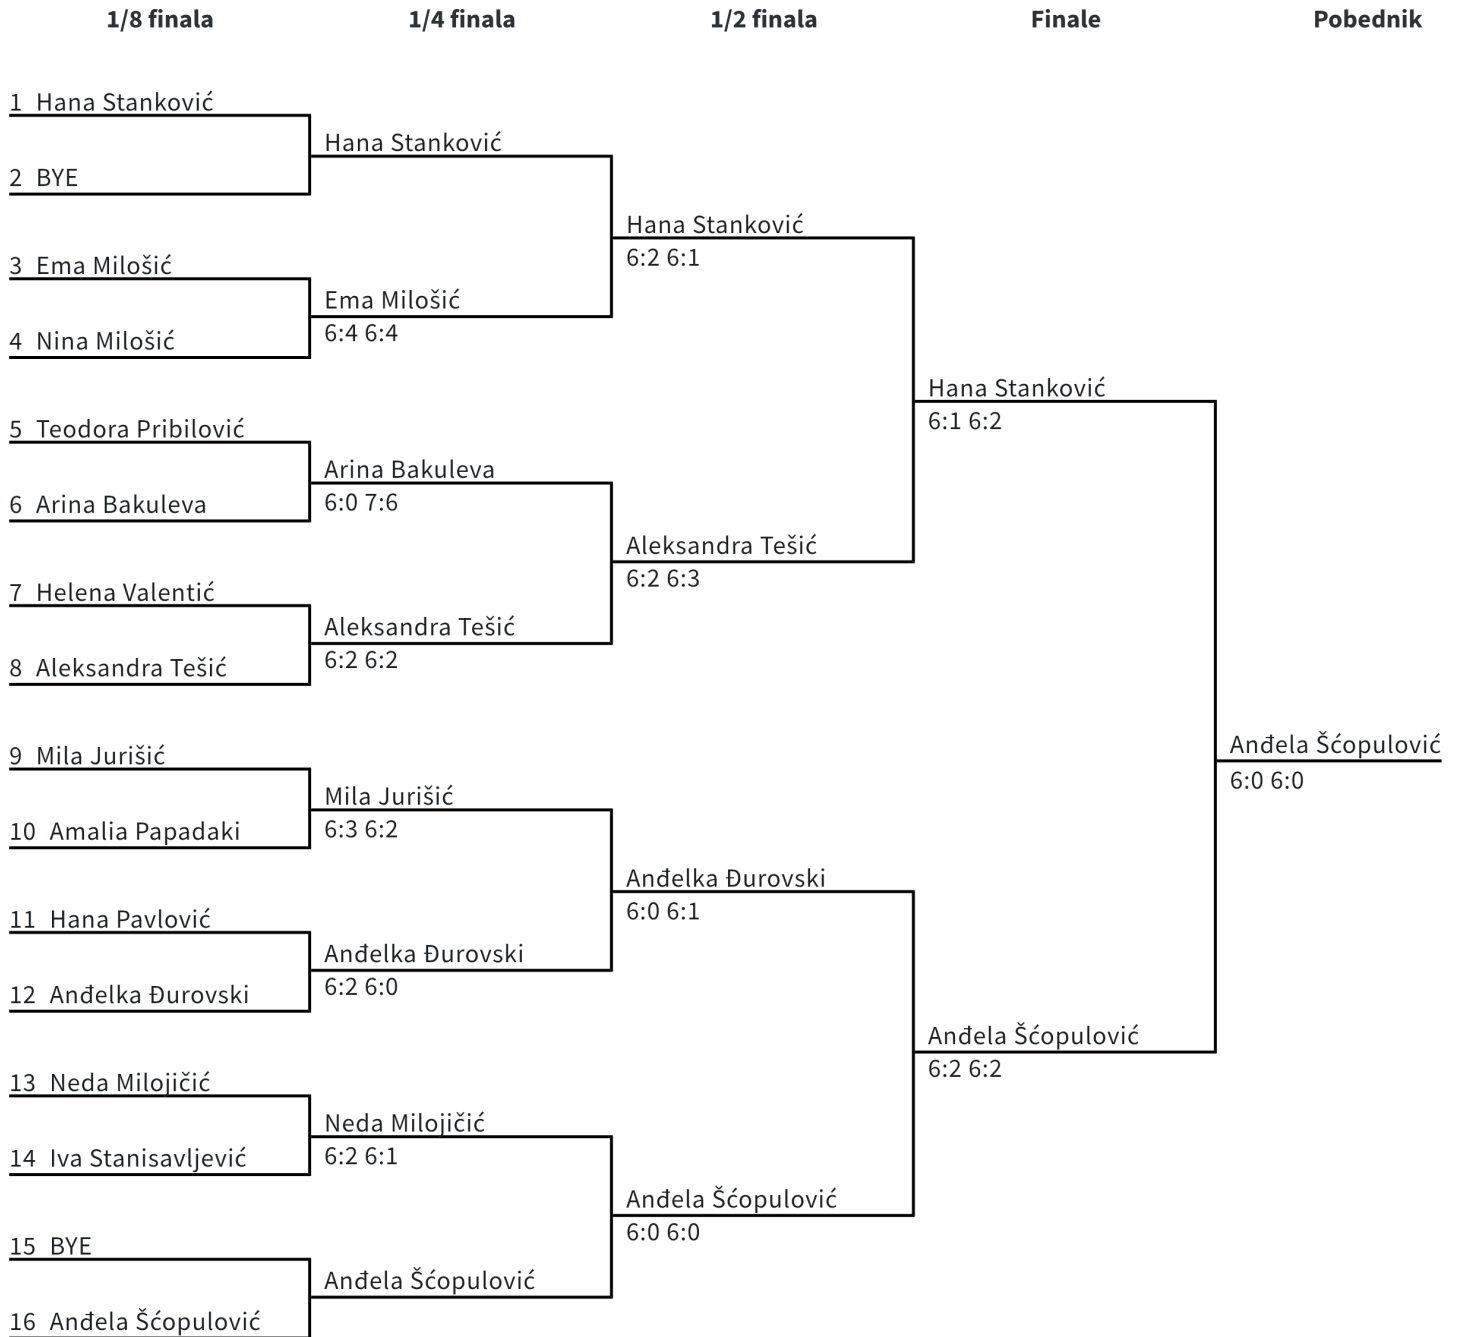 1/8 finala 1/4 finala 1/2 finala Finale Pobednik
1 Hana Stanković
Hana Stanković
2 BYE
Hana Stanković
6:2 6:1
3 Ema Milošić
Ema Milošić
6:4 6:4
4 Nina Milošić
Hana Stanković
6:1 6:2
5 Teodora Pribilović
Arina Bakuleva
6:0 7:6
6 Arina Bakuleva
Aleksandra Tešić
6:2 6:3
7 Helena Valentić
Aleksandra Tešić
6:2 6:2
8 Aleksandra Tešić
Anđela Šćopulović
6:0 6:0
9 Mila Jurišić
Mila Jurišić
6:3 6:2
10 Amalia Papadaki
Anđelka Đurovski
6:0 6:1
11 Hana Pavlović
Anđelka Đurovski
6:2 6:0
12 Anđelka Đurovski
Anđela Šćopulović
6:2 6:2
13 Neda Milojičić
Neda Milojičić
6:2 6:1
14 Iva Stanisavljević
Anđela Šćopulović
6:0 6:0
15 BYE
Anđela Šćopulović
16 Anđela Šćopulović